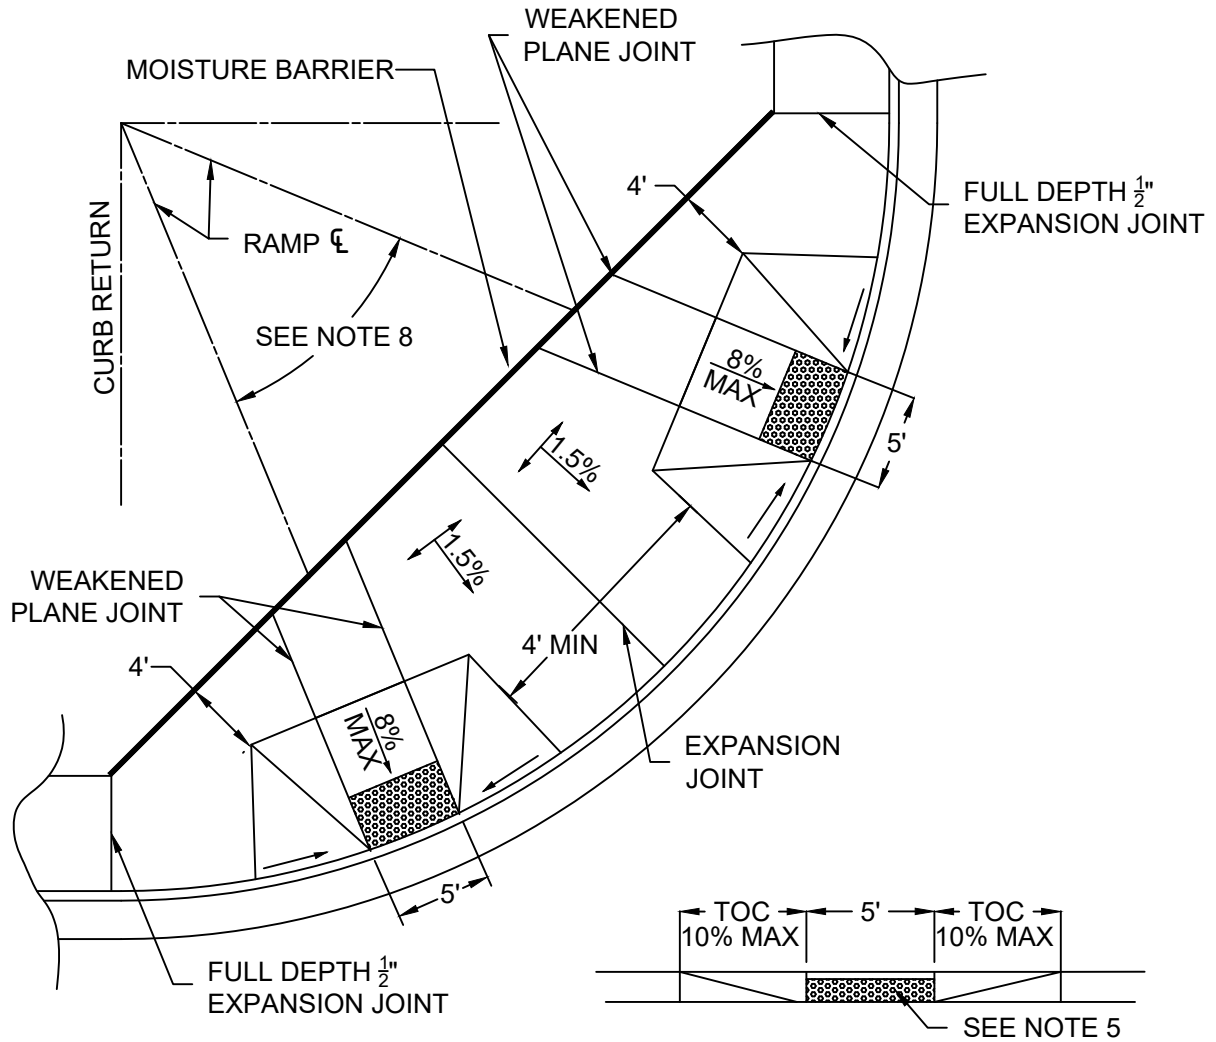 WEAKENED
PLANE JOINT
MOISTURE BARRIER
4'
FULL DEPTH 1/2"
EXPANSION JOINT
RAMP ℄
CURB RETURN
SEE NOTE 8
8%
MAX
5'
1.5%
1.5%
WEAKENED
PLANE JOINT
4' MIN
4'
8%
MAX
EXPANSION
JOINT
5'
TOC
10% MAX
5'
TOC
10% MAX
FULL DEPTH 1/2"
EXPANSION JOINT
SEE NOTE 5